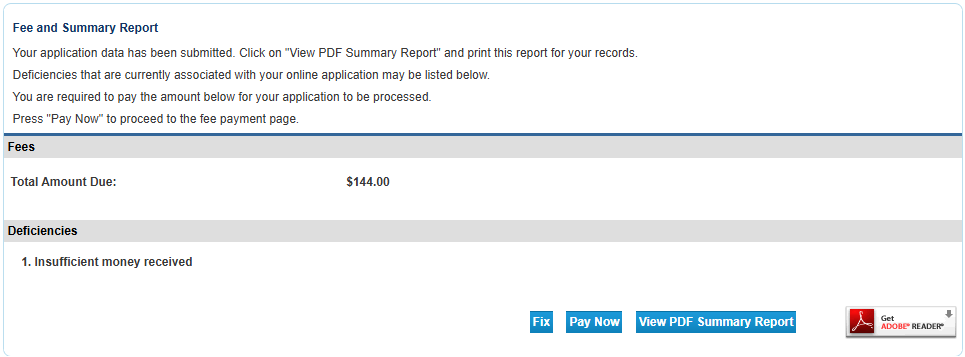 Fee and Summary Report
Your application data has been submitted. Click on "View PDF Summary Report" and print this report for your records.
Deficiencies that are currently associated with your online application may be listed below.
You are required to pay the amount below for your application to be processed.
Press "Pay Now" to proceed to the fee payment page.
Fees
Total Amount Due: $144.00
Deficiencies
1. Insufficient money received
Fix Pay Now View PDF Summary Report
Get
ADOBE® READER®